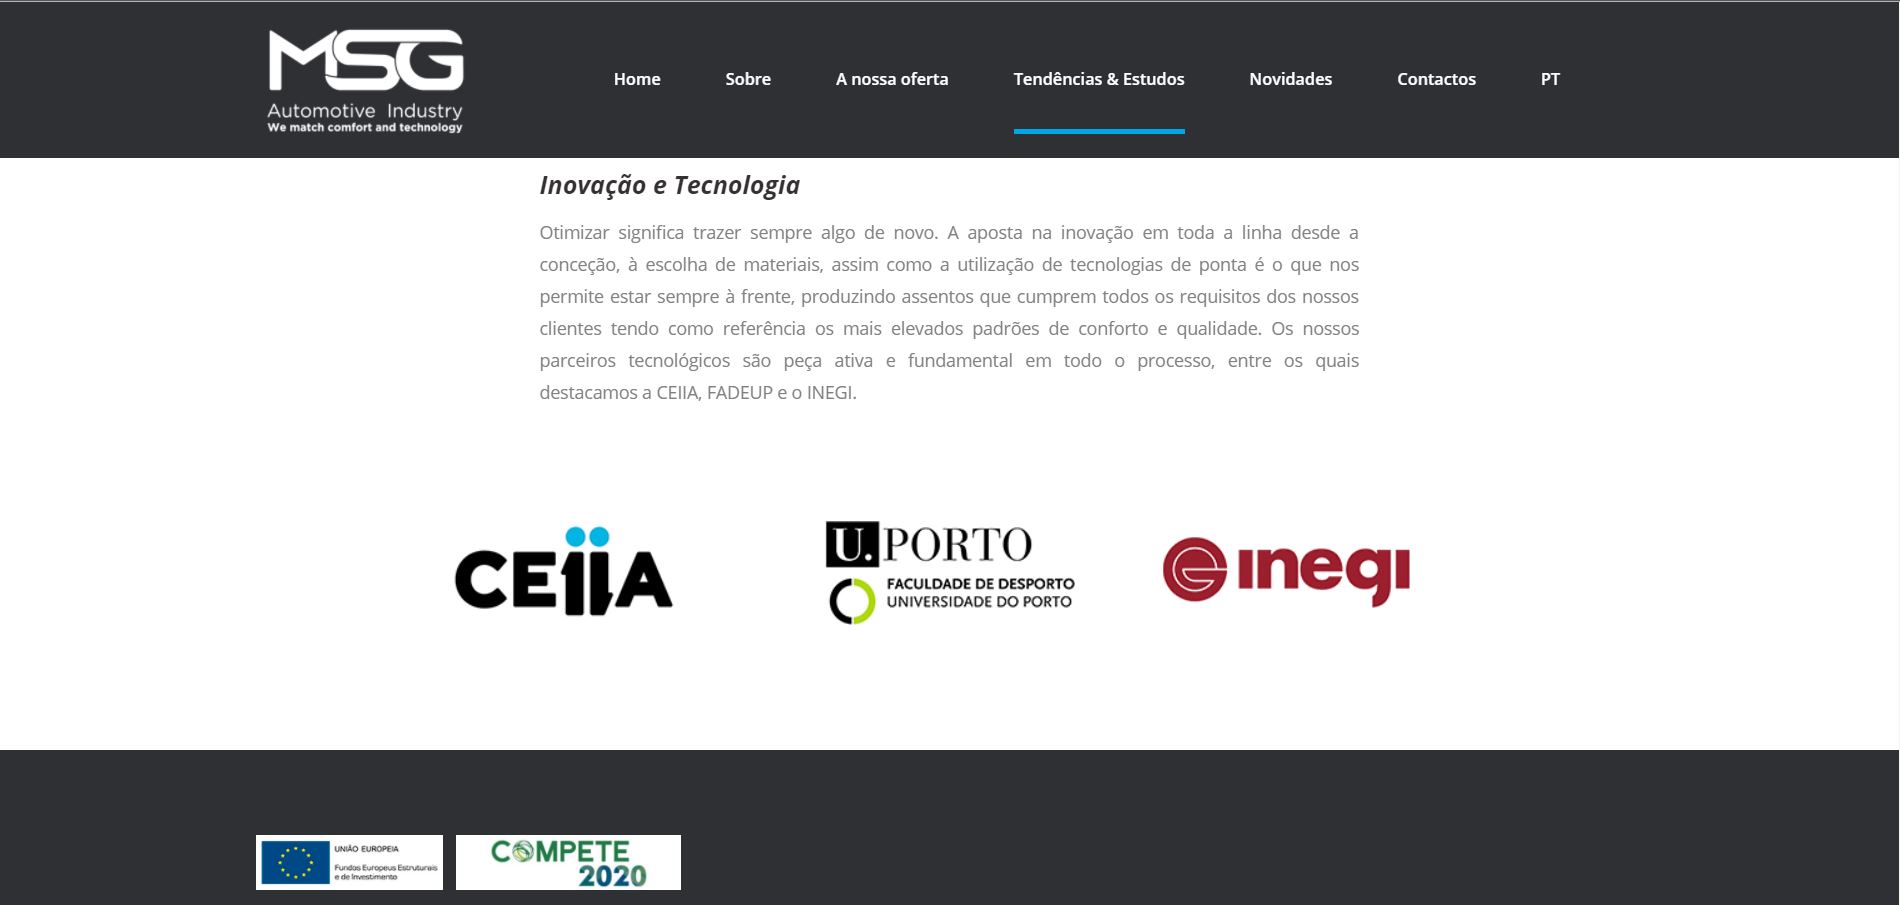 MSG
Automotive Industry
We match comfort and technology
Home Sobre A nossa oferta Tendências & Estudos Novidades Contactos PT
Inovação e Tecnologia
Otimizar significa trazer sempre algo de novo. A aposta na inovação em toda a linha desde a
conceção, à escolha de materiais, assim como a utilização de tecnologias de ponta é o que nos
permite estar sempre à frente, produzindo assentos que cumprem todos os requisitos dos nossos
clientes tendo como referência os mais elevados padrões de conforto e qualidade. Os nossos
parceiros tecnológicos são peça ativa e fundamental em todo o processo, entre os quais
destacamos a CEIIA, FADEUP e o INEGI.
CEiiA
U.PORTO
FACULDADE DE DESPORTO
UNIVERSIDADE DO PORTO
inegi
UNIÃO EUROPEIA
Fundos Europeus Estruturais
e de Investimento
COMPETE
2020